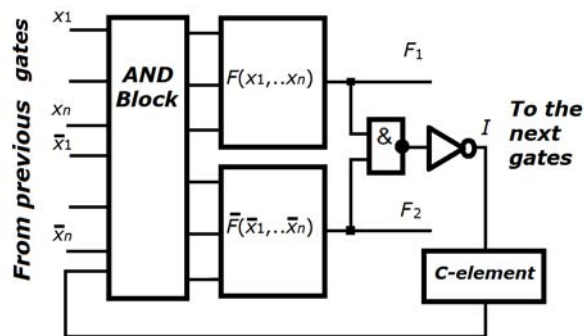 From previous gates
x1
xn
x̄1
x̄n
AND
Block
F(x1,..xn)
F̄(x̄1,..x̄n)
F1
F2
&
I
To the
next
gates
C-element